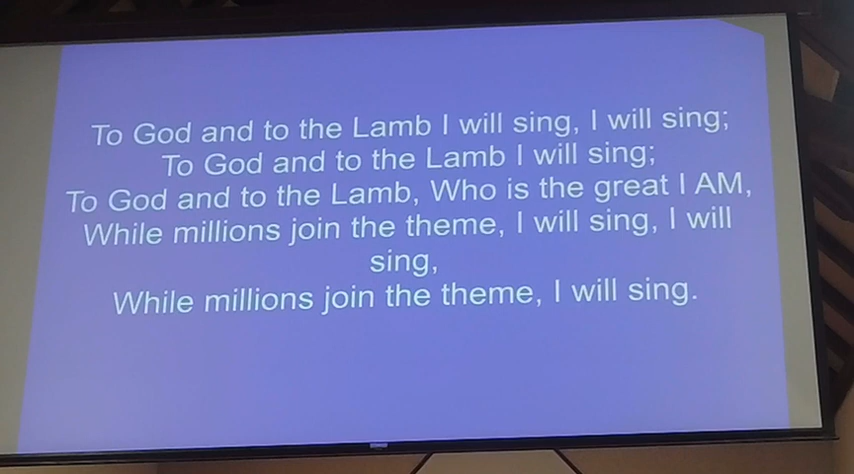 To God and to the Lamb I will sing, I will sing;
To God and to the Lamb I will sing;
To God and to the Lamb, Who is the great I AM,
While millions join the theme, I will sing, I will
sing,
While millions join the theme, I will sing.